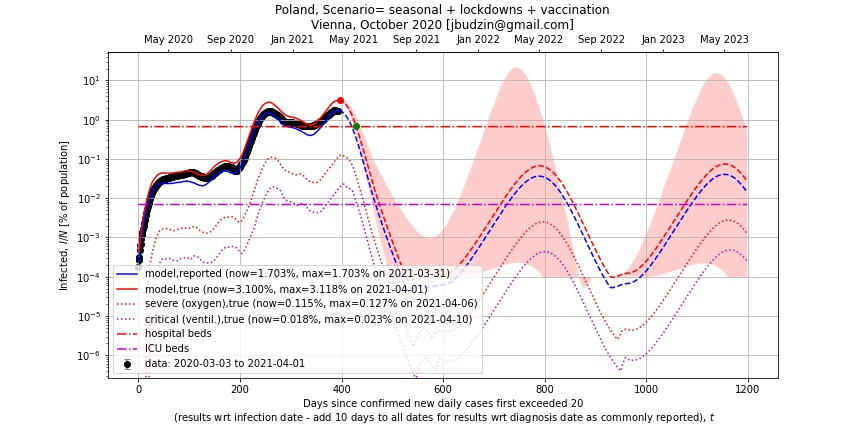 Poland, Scenario= seasonal + lockdowns + vaccination
Vienna, October 2020 [jbudzin@gmail.com]
May 2020 Sep 2020 Jan 2021 May 2021 Sep 2021 Jan 2022 May 2022 Sep 2022 Jan 2023 May 2023
Infected, I/N [% of population]
10¹
10⁰
10⁻¹
10⁻²
10⁻³
10⁻⁴
10⁻⁵
10⁻⁶
model,reported (now=1.703%, max=1.703% on 2021-03-31)
model,true (now=3.100%, max=3.118% on 2021-04-01)
severe (oxygen),true (now=0.115%, max=0.127% on 2021-04-06)
critical (ventil.),true (now=0.018%, max=0.023% on 2021-04-10)
hospital beds
ICU beds
data: 2020-03-03 to 2021-04-01
0 200 400 600 800 1000 1200
Days since confirmed new daily cases first exceeded 20
(results wrt infection date - add 10 days to all dates for results wrt diagnosis date as commonly reported), t